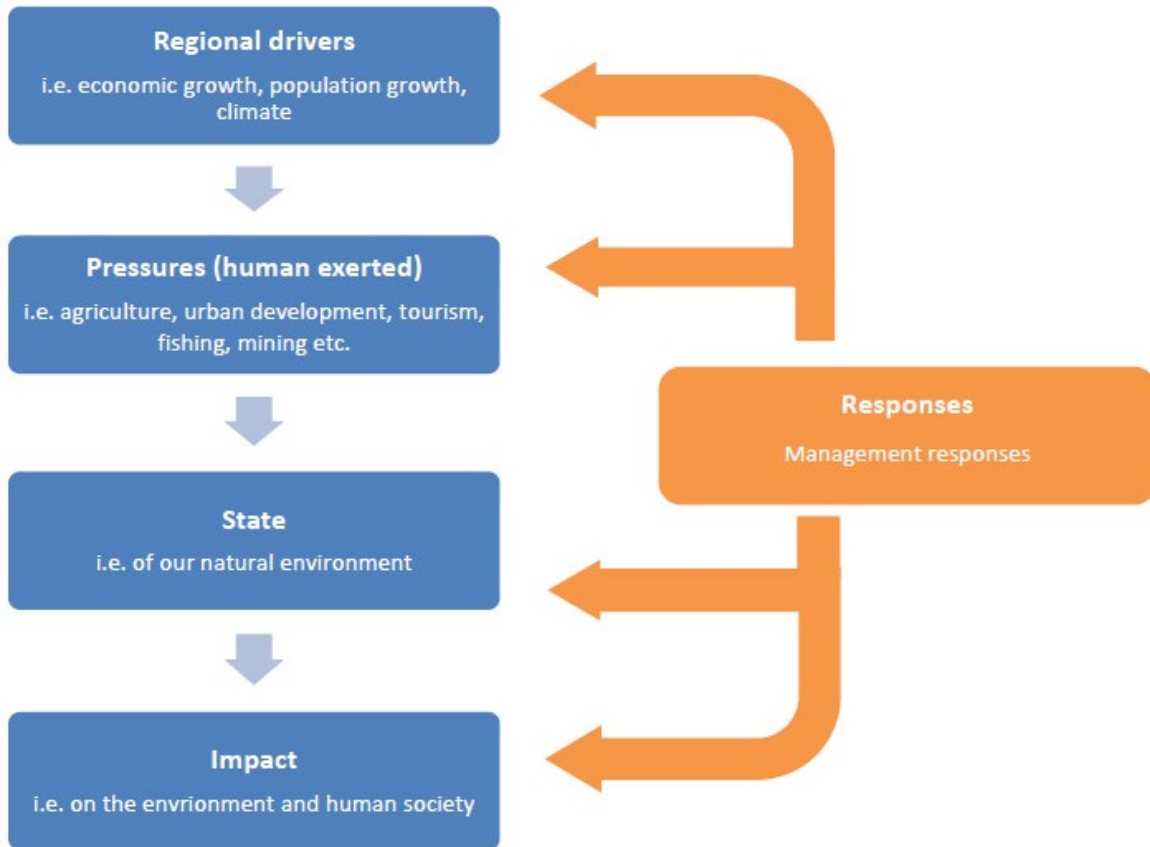 Regional drivers
i.e. economic growth, population growth,
climate
Pressures (human exerted)
i.e. agriculture, urban development, tourism,
fishing, mining etc.
Responses
Management responses
State
i.e. of our natural environment
Impact
i.e. on the envrionment and human society